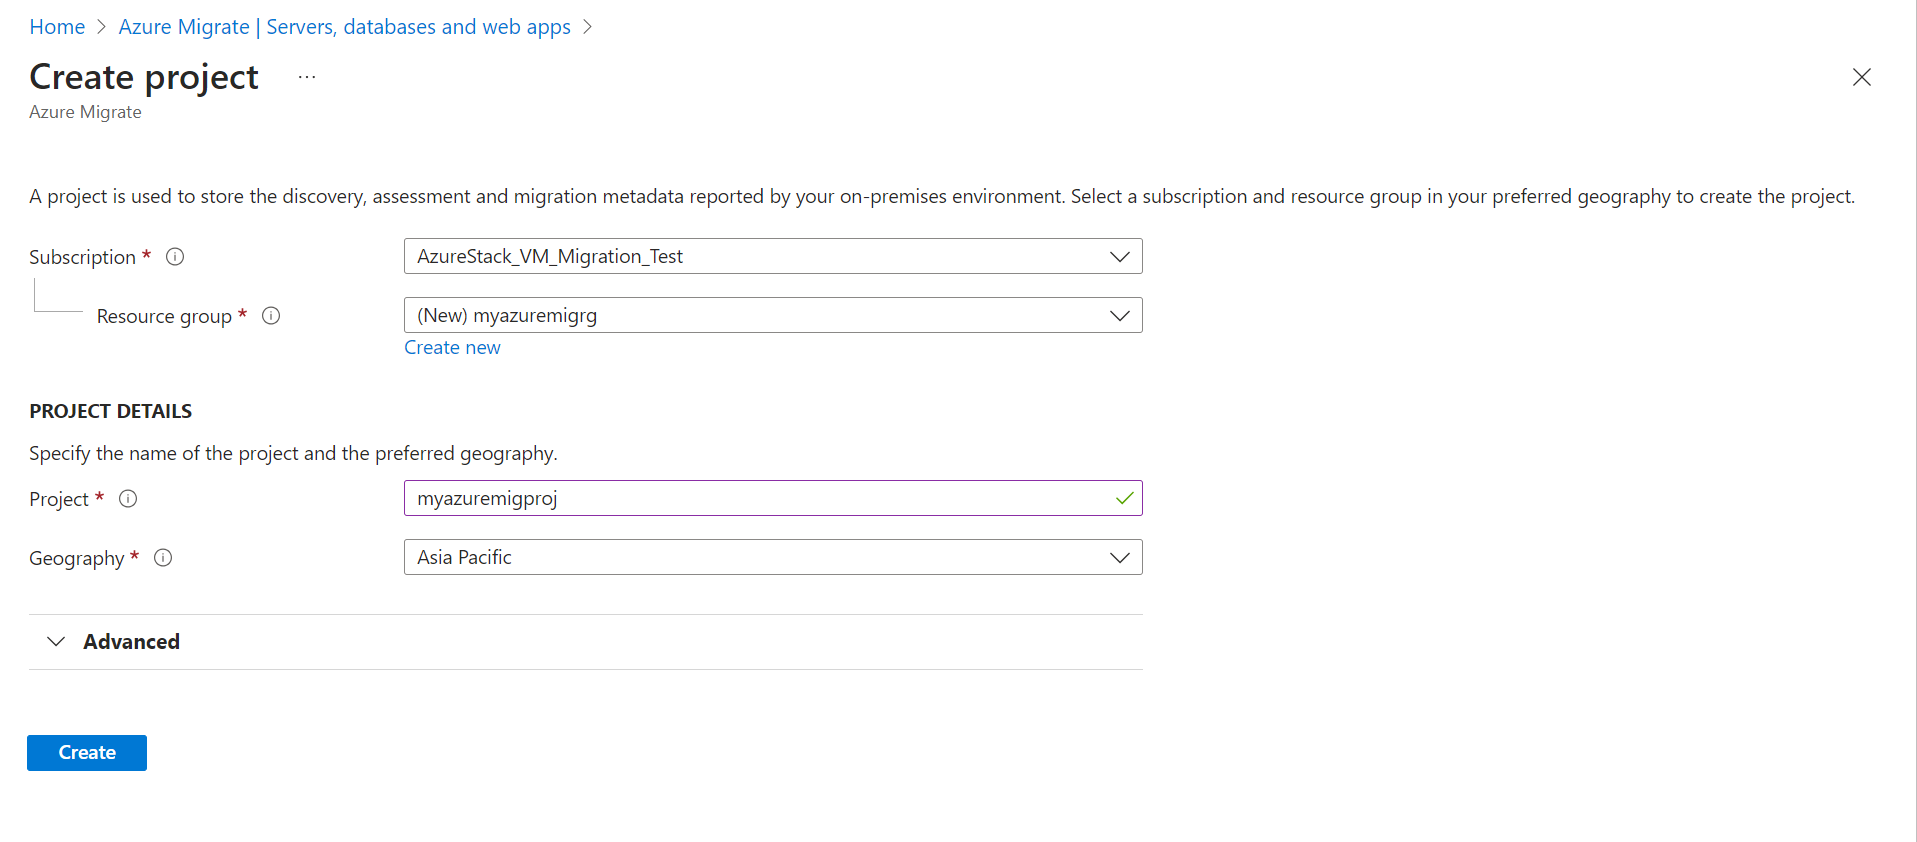 Home > Azure Migrate | Servers, databases and web apps >
Create project ...
Azure Migrate
A project is used to store the discovery, assessment and migration metadata reported by your on-premises environment. Select a subscription and resource group in your preferred geography to create the project.
Subscription * AzureStack_VM_Migration_Test
Resource group * (New) myazuremigrg
Create new
PROJECT DETAILS
Specify the name of the project and the preferred geography.
Project * myazuremigproj
Geography * Asia Pacific
Advanced
Create